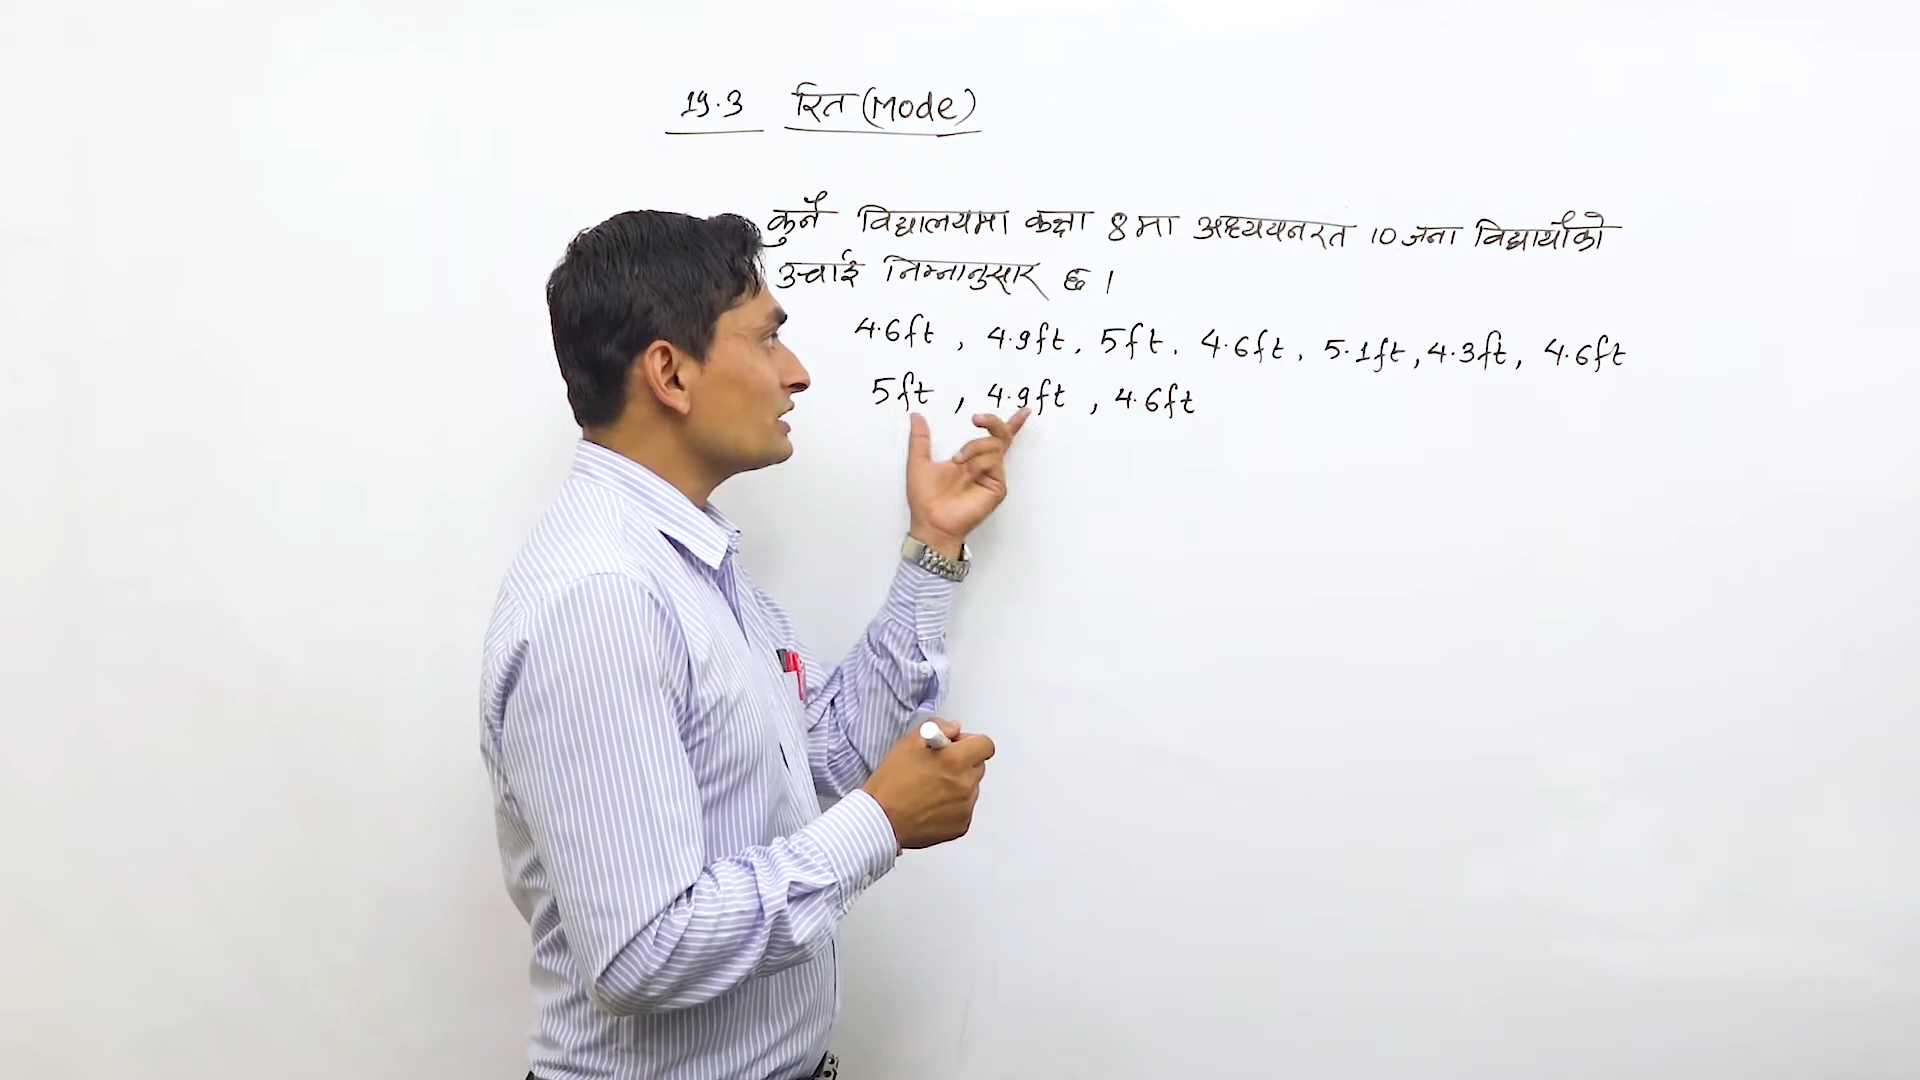 19.3 रित (Mode)
कुनै विद्यालयमा कक्षा 8 मा अध्ययनरत 10 जना विद्यार्थीको
उचाई निम्नानुसार छ ।
4.6ft , 4.9ft, 5ft, 4.6ft, 5.1ft, 4.3ft, 4.6ft
5ft , 4.9ft , 4.6ft